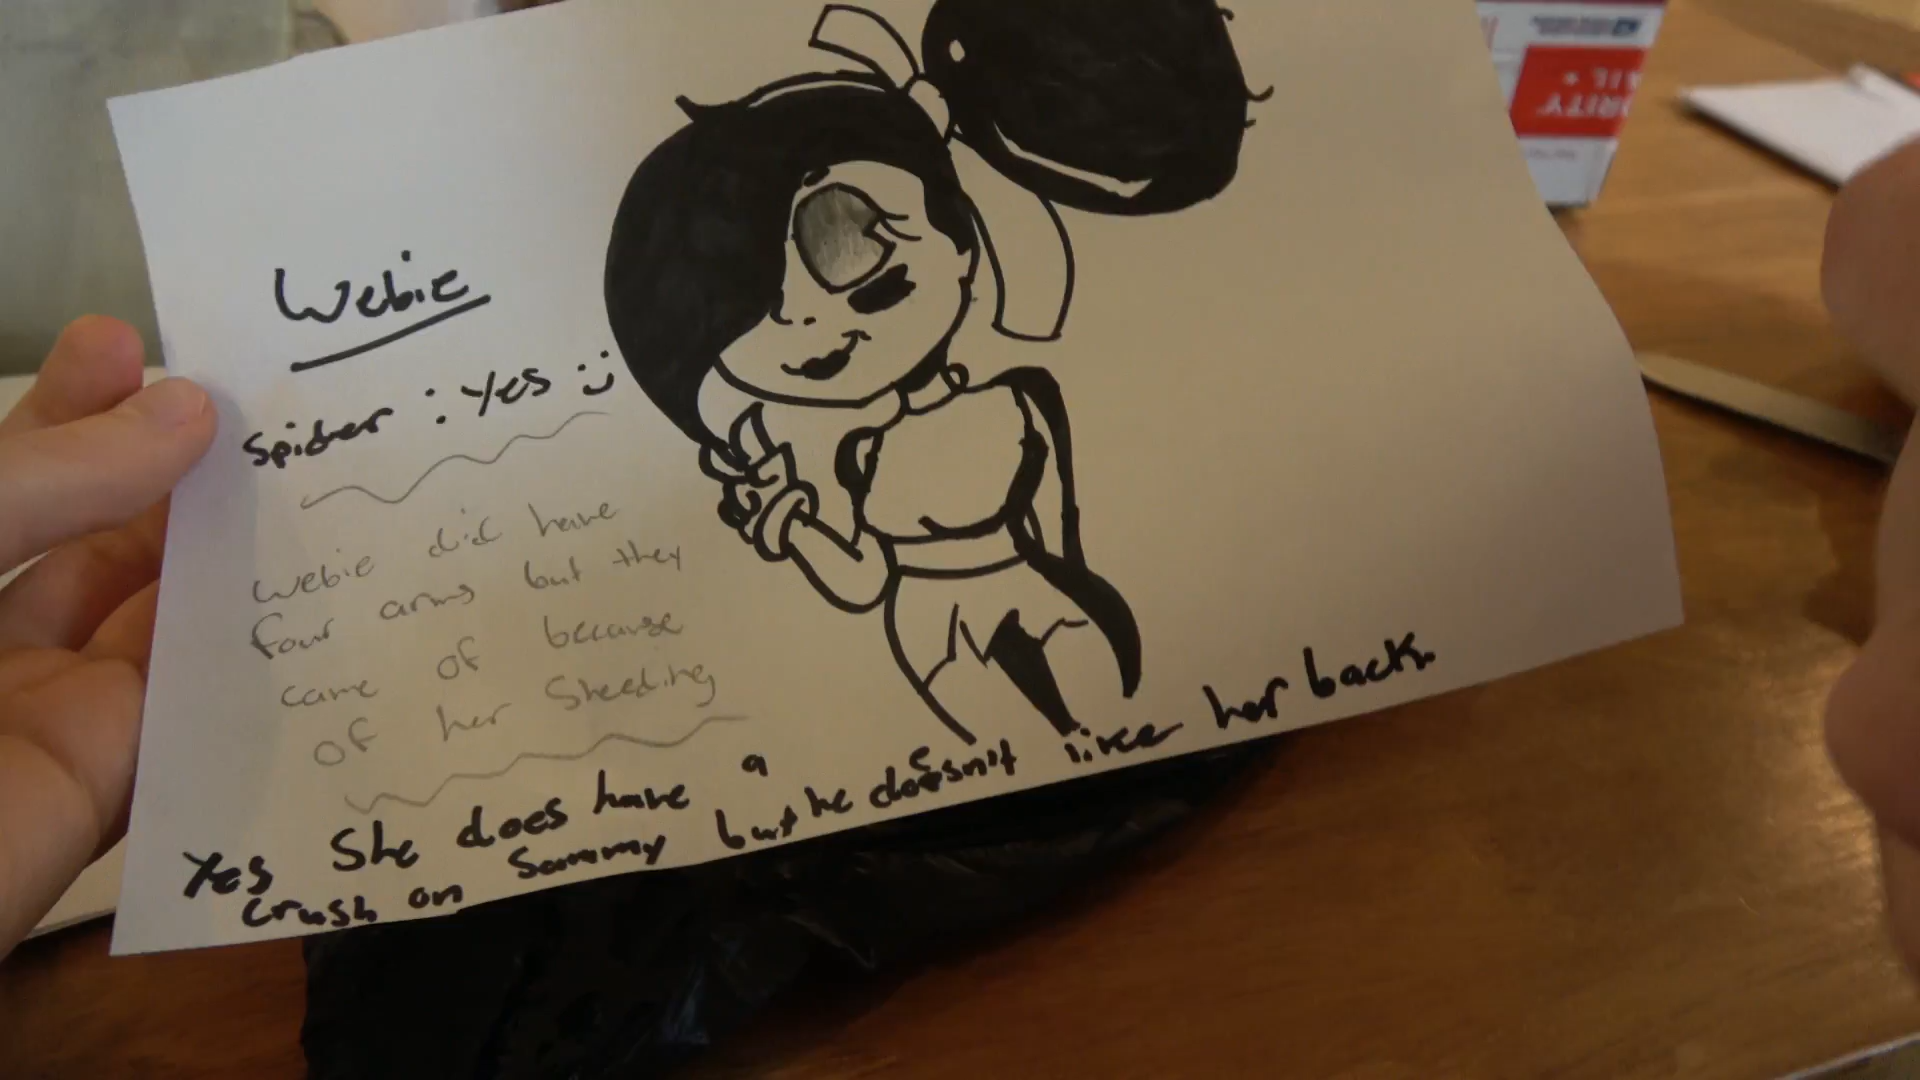 Webie
Spider : Yes :)
Webie did have
four arms but they
came of because
of her Sheeding
Yes She does have a
crush on Sammy but he doesn't like her back.